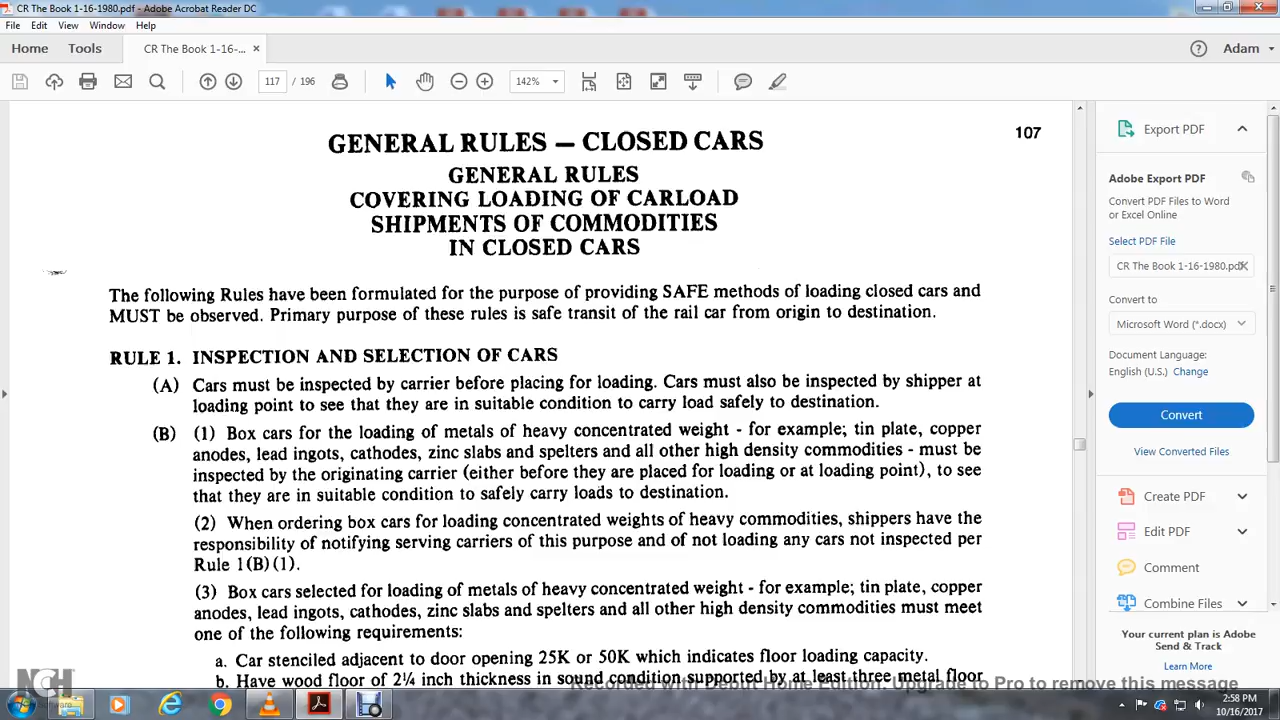 CR The Book 1-16-1980.pdf - Adobe Acrobat Reader DC
File Edit View Window Help
Home Tools CR The Book 1-16-... × Adam
117 / 196 142%
107
GENERAL RULES — CLOSED CARS
GENERAL RULES
COVERING LOADING OF CARLOAD
SHIPMENTS OF COMMODITIES
IN CLOSED CARS
The following Rules have been formulated for the purpose of providing SAFE methods of loading closed cars and
MUST be observed. Primary purpose of these rules is safe transit of the rail car from origin to destination.
RULE 1. INSPECTION AND SELECTION OF CARS
(A) Cars must be inspected by carrier before placing for loading. Cars must also be inspected by shipper at
loading point to see that they are in suitable condition to carry load safely to destination.
(B) (1) Box cars for the loading of metals of heavy concentrated weight - for example; tin plate, copper
anodes, lead ingots, cathodes, zinc slabs and spelters and all other high density commodities - must be
inspected by the originating carrier (either before they are placed for loading or at loading point), to see
that they are in suitable condition to safely carry loads to destination.
(2) When ordering box cars for loading concentrated weights of heavy commodities, shippers have the
responsibility of notifying serving carriers of this purpose and of not loading any cars not inspected per
Rule 1(B)(1).
(3) Box cars selected for loading of metals of heavy concentrated weight - for example; tin plate, copper
anodes, lead ingots, cathodes, zinc slabs and spelters and all other high density commodities must meet
one of the following requirements:
a. Car stenciled adjacent to door opening 25K or 50K which indicates floor loading capacity.
b. Have wood floor of 2¼ inch thickness in sound condition supported by at least three metal floor
Export PDF
Adobe Export PDF
Convert PDF Files to Word
or Excel Online
Select PDF File
CR The Book 1-16-1980.pdf
Convert to
Microsoft Word (*.docx)
Document Language:
English (U.S.) Change
Convert
View Converted Files
Create PDF
Edit PDF
Comment
Combine Files
Your current plan is Adobe
Send & Track
Learn More
NCH
Recorded with Debut Home Edition. Upgrade to Pro to remove this message
2:58 PM
10/16/2017